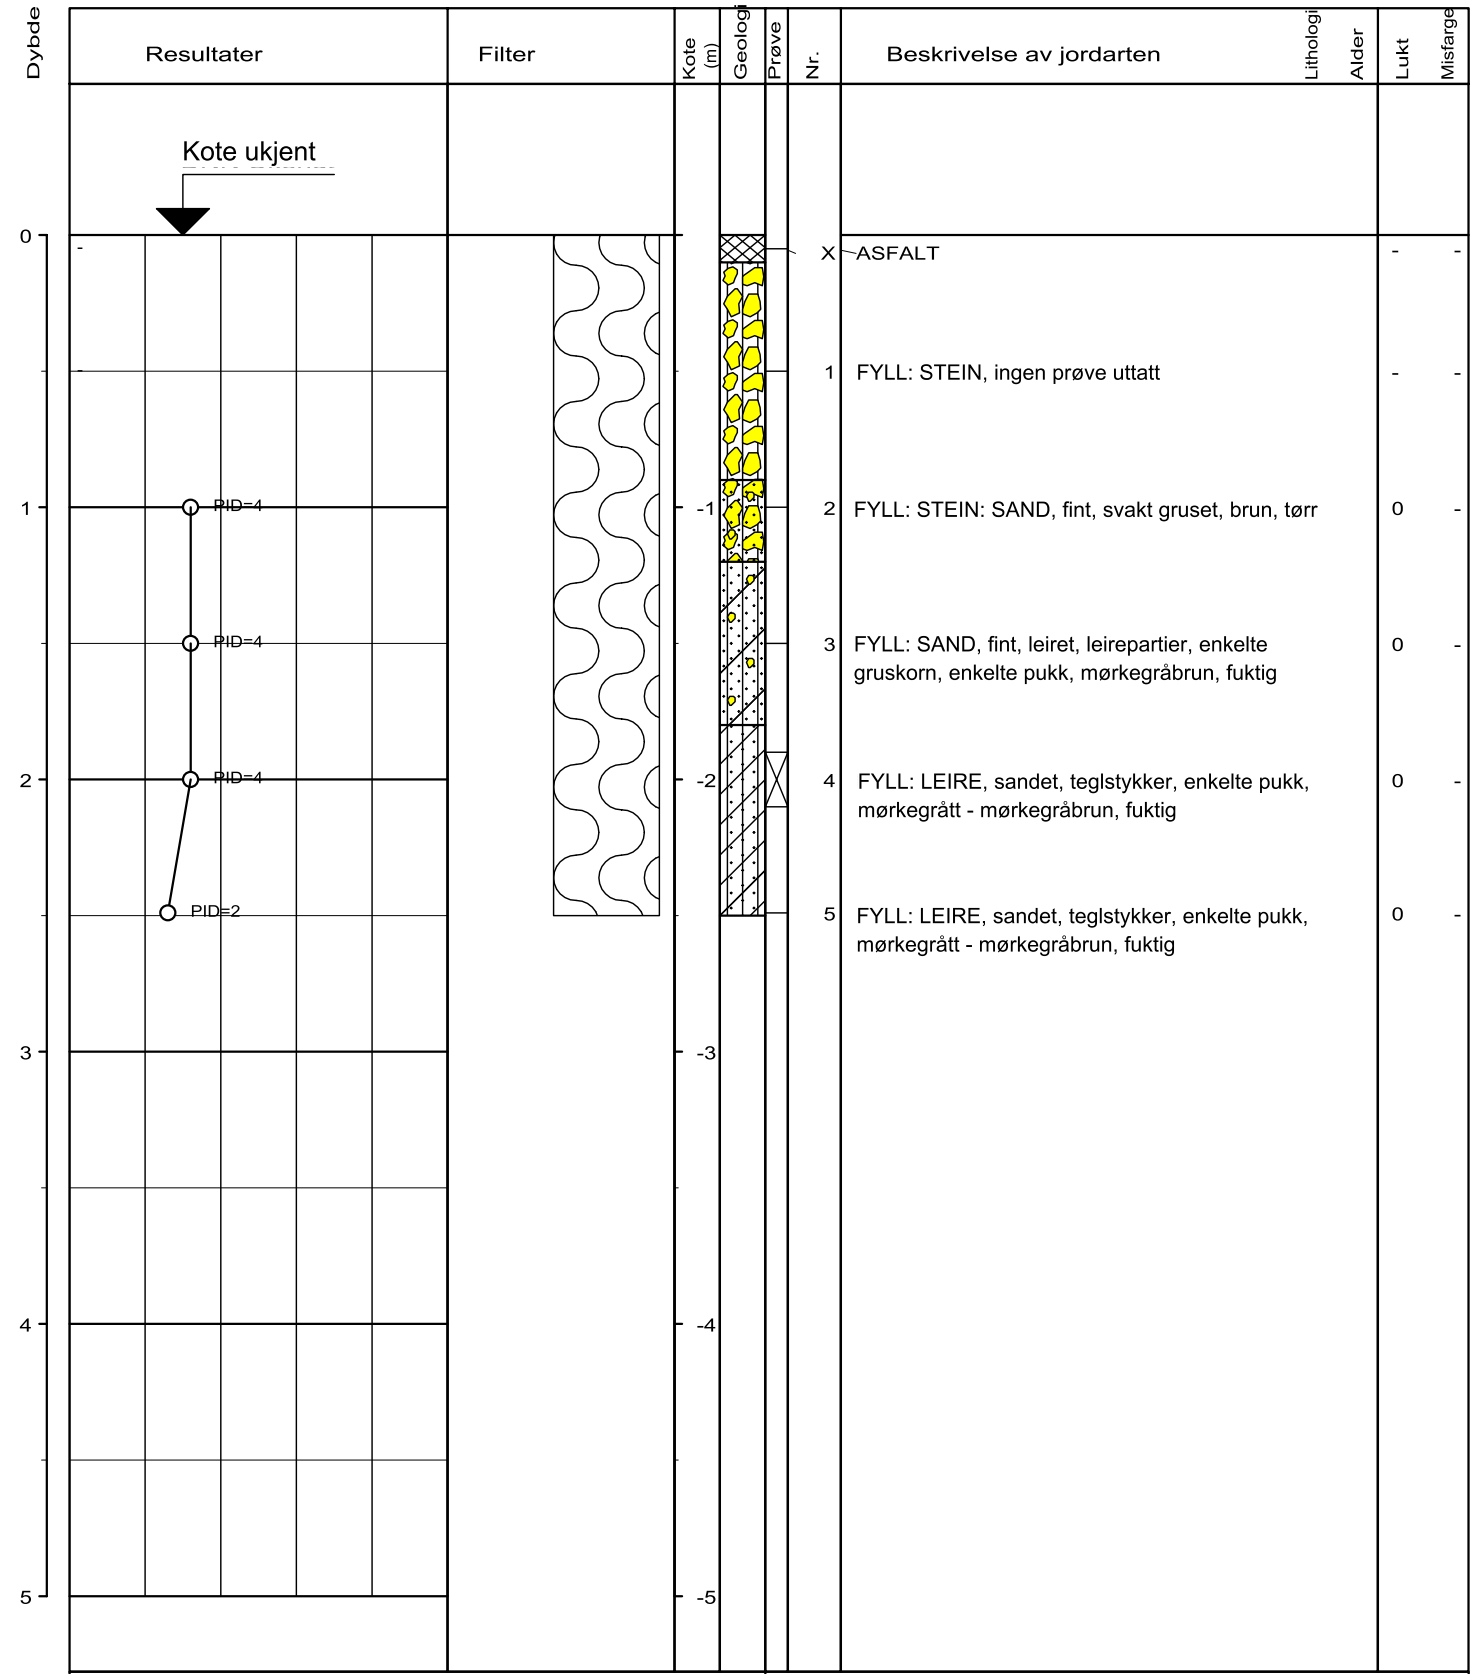 Dybde Resultater Filter Kote (m) Geologi Prøve Nr. Beskrivelse av jordarten Lithologi Alder Lukt Misfarge
Kote ukjent
0
- X ASFALT - -
- 1 FYLL: STEIN, ingen prøve uttatt - -
1 PID=4 -1 2 FYLL: STEIN: SAND, fint, svakt gruset, brun, tørr 0 -
PID=4 3 FYLL: SAND, fint, leiret, leirepartier, enkelte 0 -
gruskorn, enkelte pukk, mørkegråbrun, fuktig
2 PID=4 -2 4 FYLL: LEIRE, sandet, teglstykker, enkelte pukk, 0 -
mørkegrått - mørkegråbrun, fuktig
PID=2 5 FYLL: LEIRE, sandet, teglstykker, enkelte pukk, 0 -
mørkegrått - mørkegråbrun, fuktig
3 -3
4 -4
5 -5